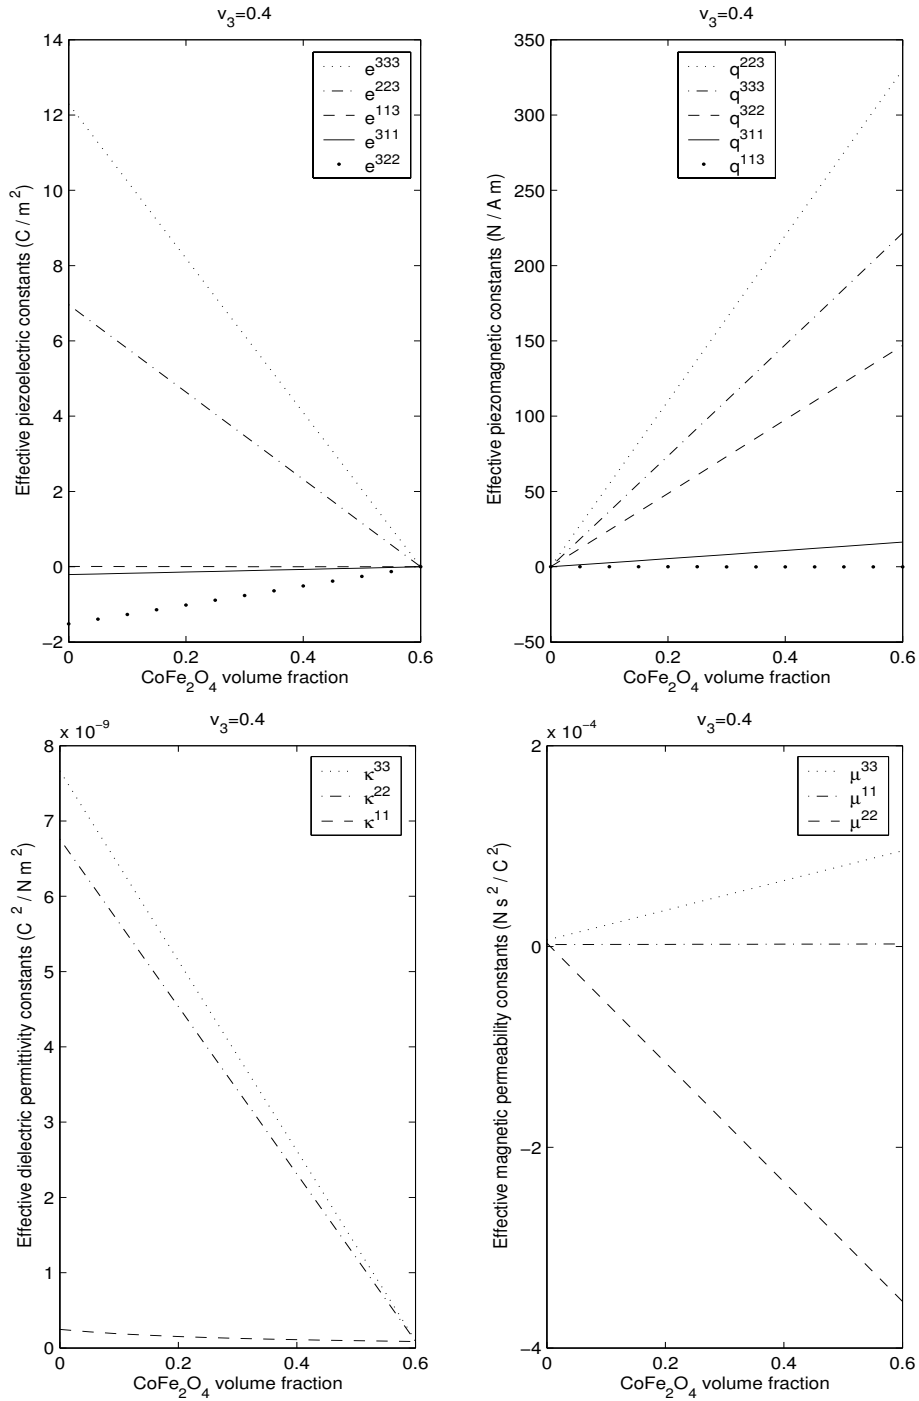 v₃=0.4
Effective piezoelectric constants (C / m²)
14
12
10
8
6
4
2
0
−2
e³³³
e²²³
e¹¹³
e³¹¹
e³²²
0 0.2 0.4 0.6
CoFe₂O₄ volume fraction
v₃=0.4
Effective piezomagnetic constants (N / A m)
350
300
250
200
150
100
50
0
−50
q²²³
q³³³
q³²²
q³¹¹
q¹¹³
0 0.2 0.4 0.6
CoFe₂O₄ volume fraction
v₃=0.4
x 10⁻⁹
Effective dielectric permittivity constants (C² / N m²)
8
7
6
5
4
3
2
1
0
κ³³
κ²²
κ¹¹
0 0.2 0.4 0.6
CoFe₂O₄ volume fraction
v₃=0.4
x 10⁻⁴
Effective magnetic permeability constants (N s² / C²)
2
0
−2
−4
μ³³
μ¹¹
μ²²
0 0.2 0.4 0.6
CoFe₂O₄ volume fraction